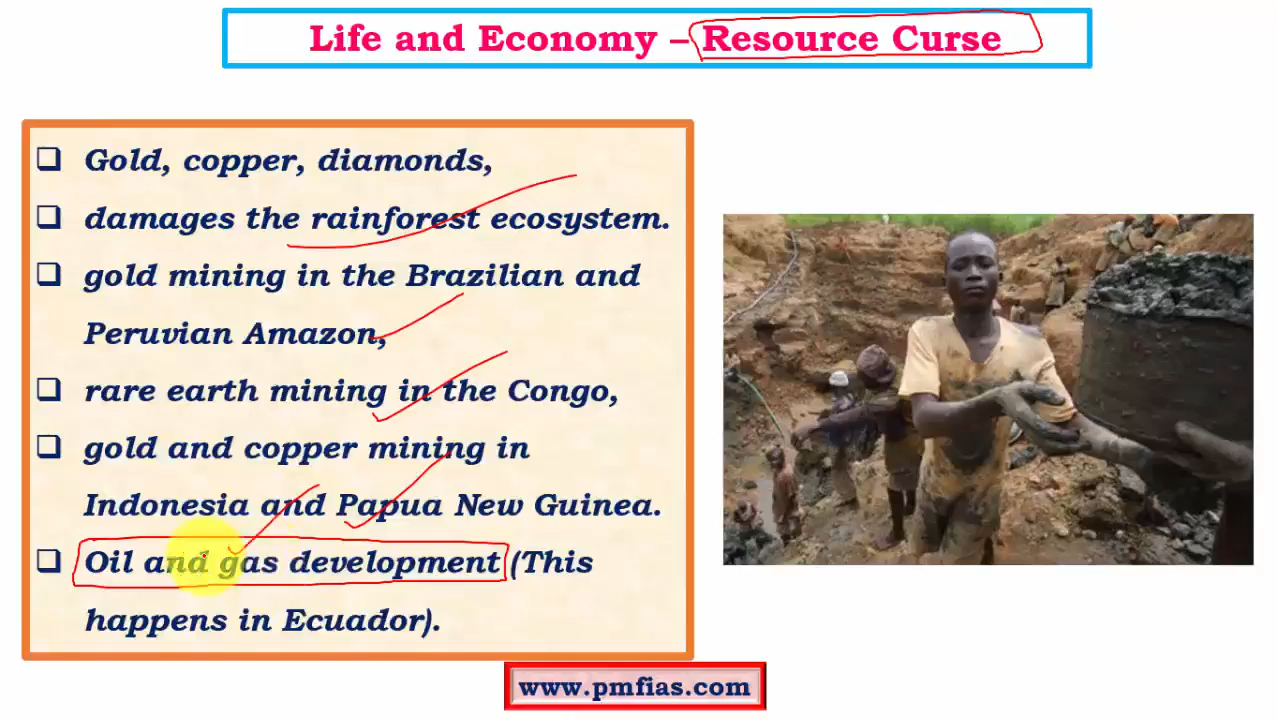 Life and Economy – Resource Curse
❑ Gold, copper, diamonds,
❑ damages the rainforest ecosystem.
❑ gold mining in the Brazilian and
Peruvian Amazon,
❑ rare earth mining in the Congo,
❑ gold and copper mining in
Indonesia and Papua New Guinea.
❑ Oil and gas development (This
happens in Ecuador).
www.pmfias.com